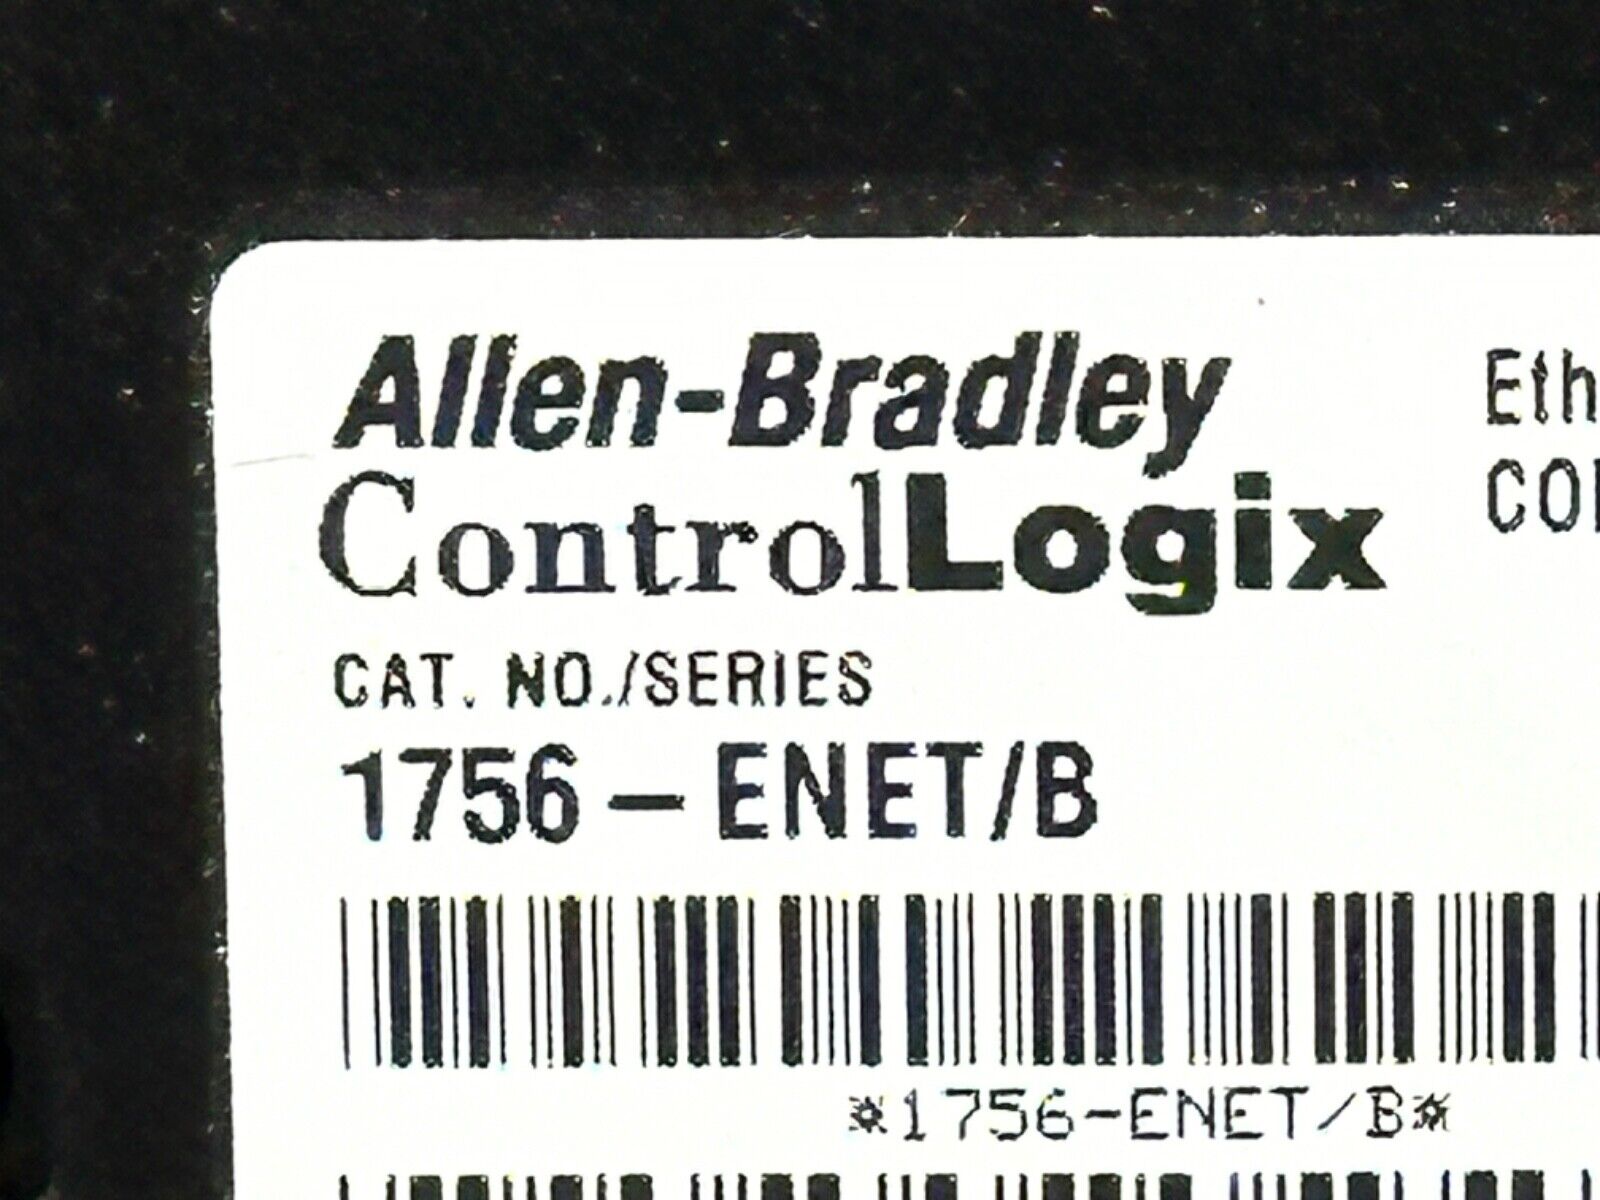 Allen-Bradley
ControlLogix
CAT. NO./SERIES
1756-ENET/B
*1756-ENET/B*